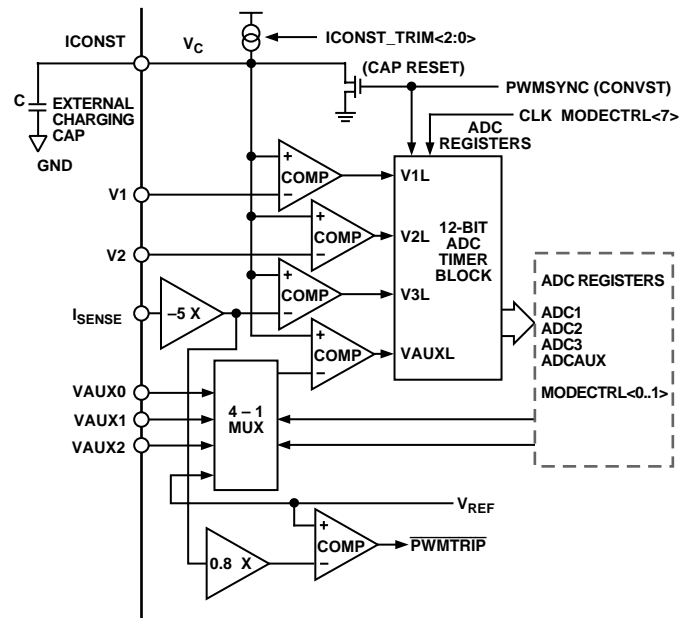 ICONST
V_C
ICONST_TRIM<2:0>
(CAP RESET)
PWMSYNC (CONVST)
C
EXTERNAL
CHARGING
CAP
GND
CLK MODECTRL<7>
ADC
REGISTERS
+
COMP
–
V1
V1L
+
COMP
–
V2
V2L
12-BIT
ADC
TIMER
BLOCK
+
COMP
–
I_SENSE
–5 X
V3L
+
COMP
–
VAUXL
ADC REGISTERS
ADC1
ADC2
ADC3
ADCAUX
MODECTRL<0..1>
VAUX0
VAUX1
VAUX2
4 – 1
MUX
V_REF
+
COMP
–
PWMTRIP
0.8 X